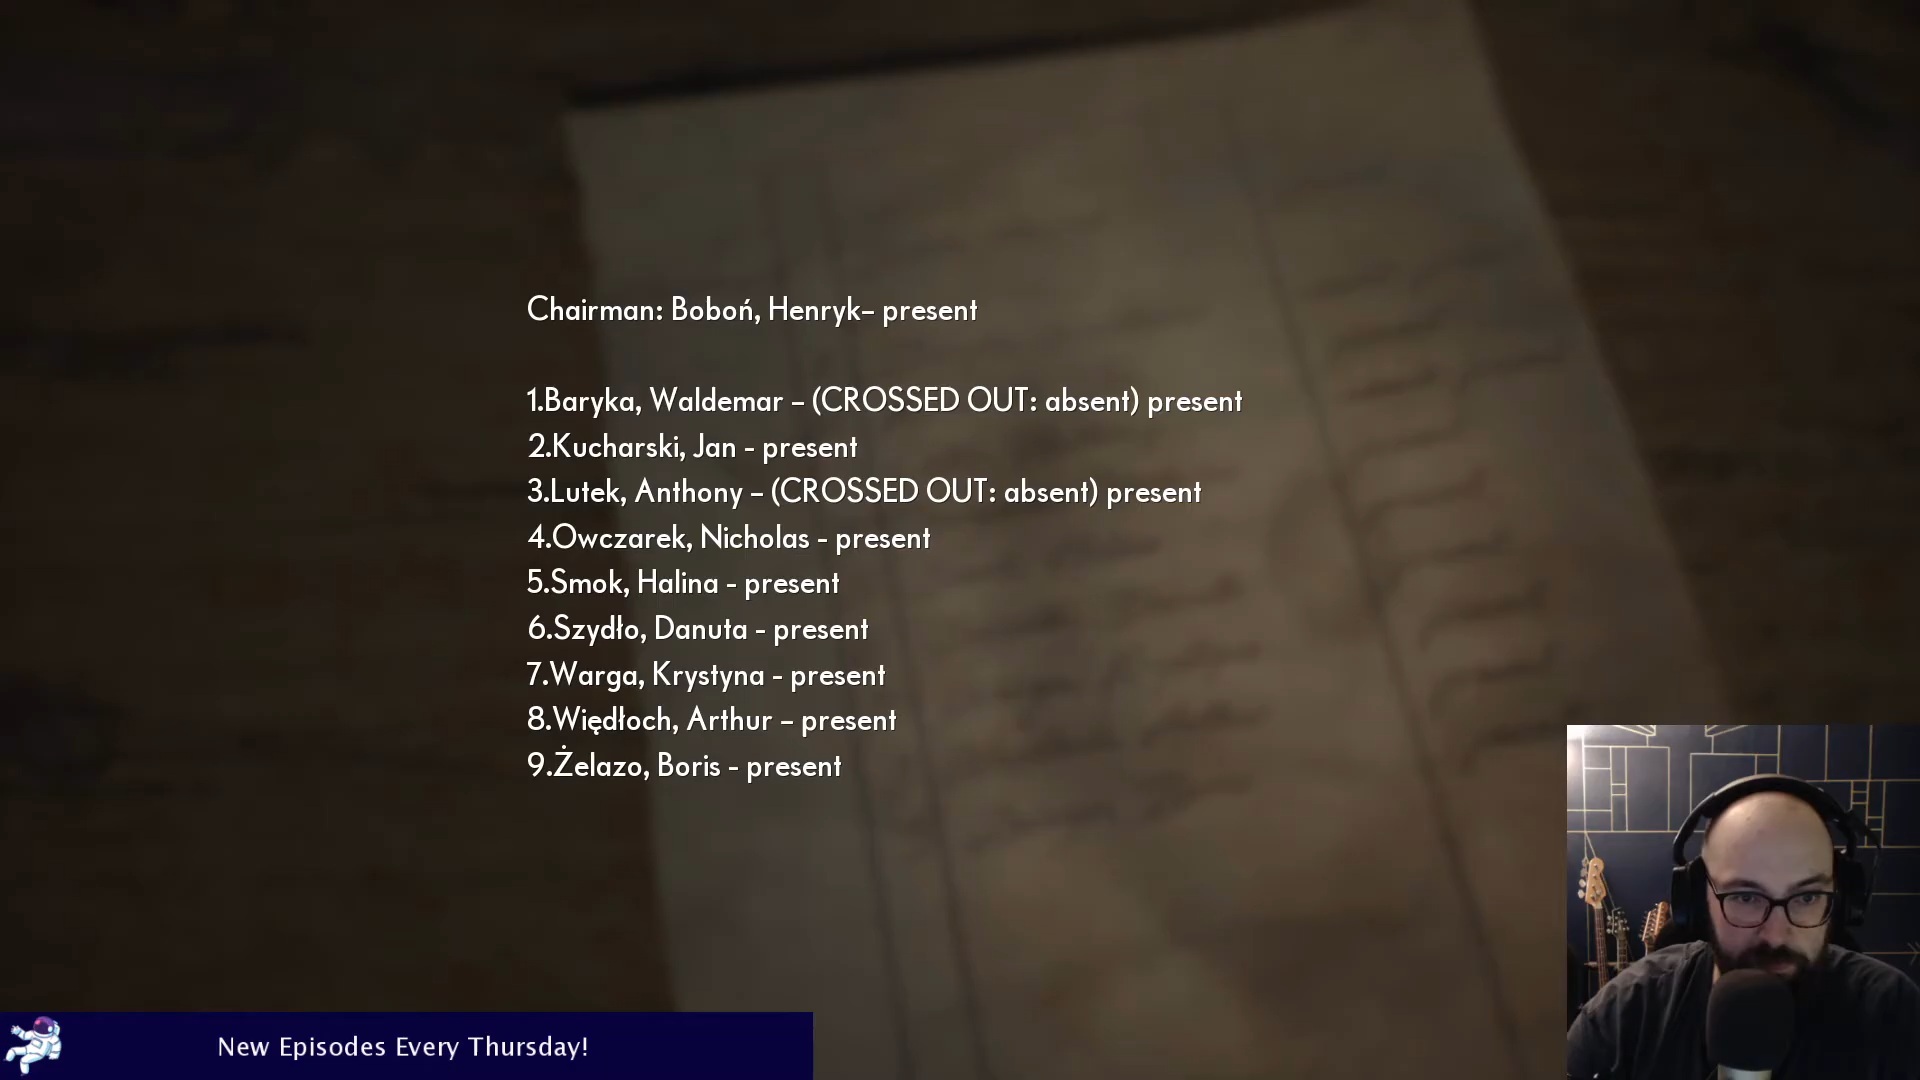 Chairman: Boboń, Henryk– present
1.Baryka, Waldemar – (CROSSED OUT: absent) present
2.Kucharski, Jan - present
3.Lutek, Anthony – (CROSSED OUT: absent) present
4.Owczarek, Nicholas - present
5.Smok, Halina - present
6.Szydło, Danuta - present
7.Warga, Krystyna - present
8.Więdłoch, Arthur – present
9.Żelazo, Boris - present
New Episodes Every Thursday!